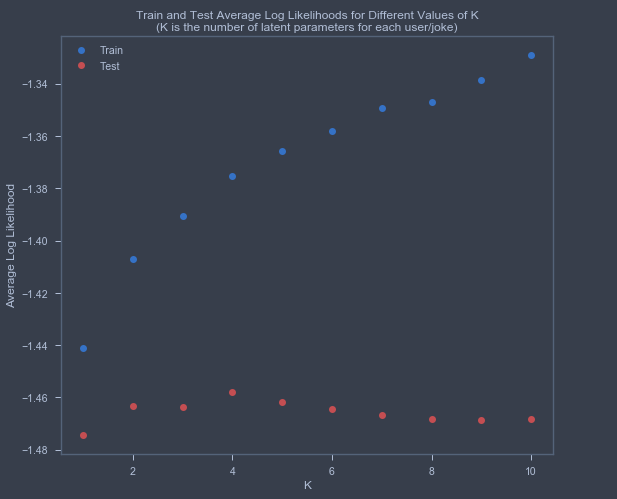 Train and Test Average Log Likelihoods for Different Values of K
(K is the number of latent parameters for each user/joke)
Train
Test
−1.34
−1.36
−1.38
−1.40
−1.42
−1.44
−1.46
−1.48
Average Log Likelihood
2
4
6
8
10
K